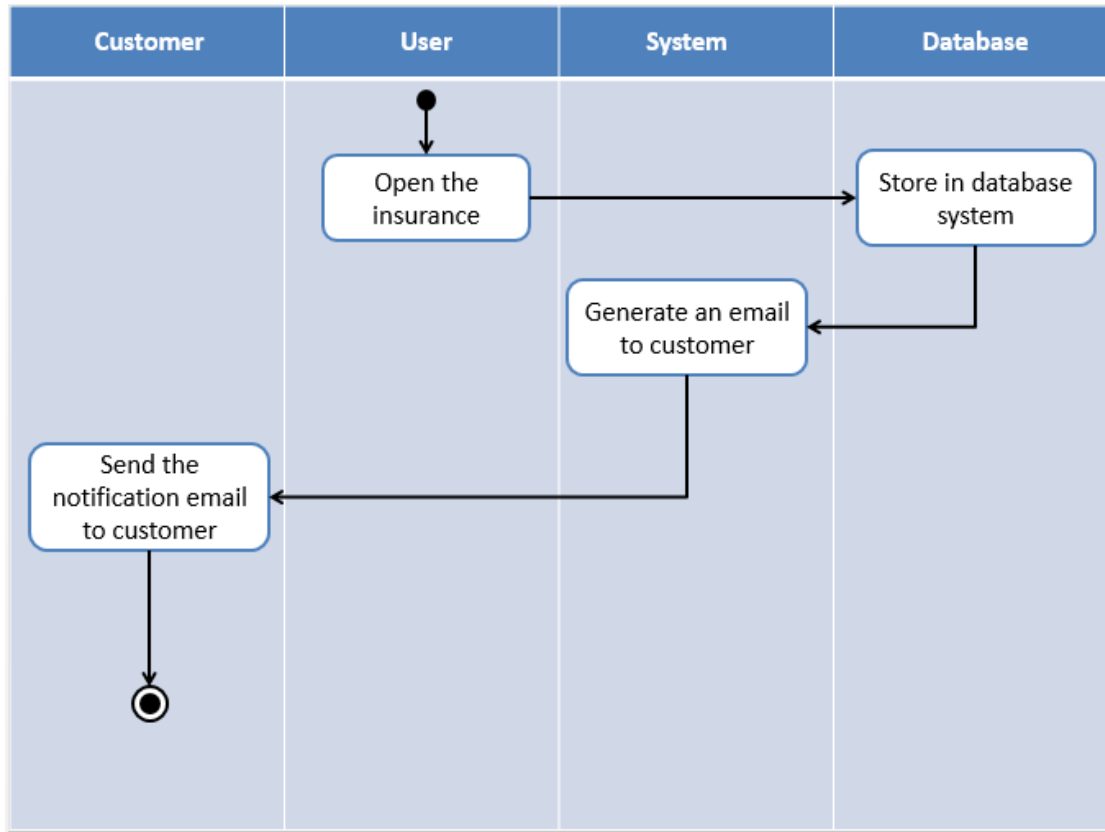 Customer
User
System
Database
Open the
insurance
Store in database
system
Generate an email
to customer
Send the
notification email
to customer